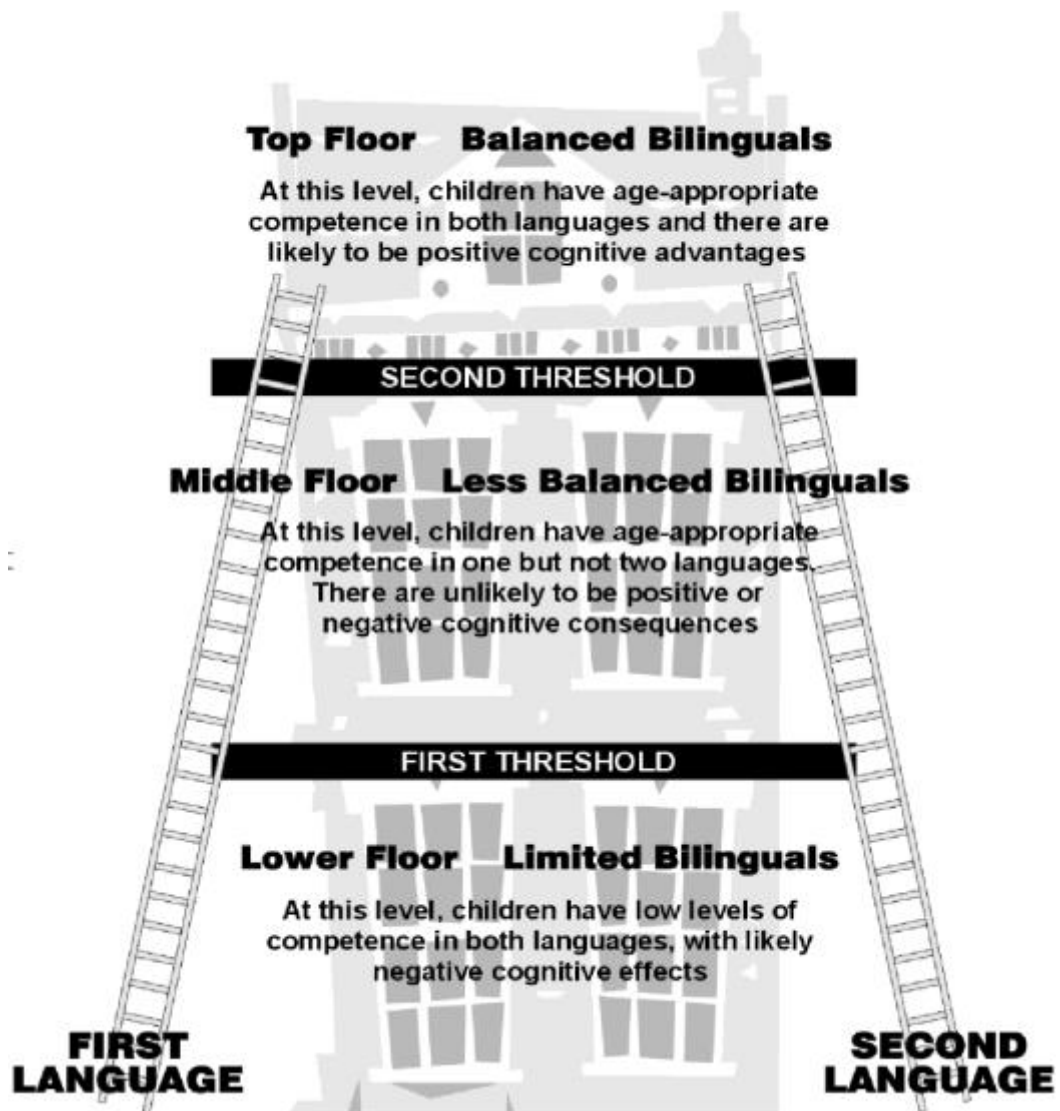 Top Floor Balanced Bilinguals
At this level, children have age-appropriate
competence in both languages and there are
likely to be positive cognitive advantages
SECOND THRESHOLD
Middle Floor Less Balanced Bilinguals
At this level, children have age-appropriate
competence in one but not two languages.
There are unlikely to be positive or
negative cognitive consequences
FIRST THRESHOLD
Lower Floor Limited Bilinguals
At this level, children have low levels of
competence in both languages, with likely
negative cognitive effects
FIRST
LANGUAGE
SECOND
LANGUAGE